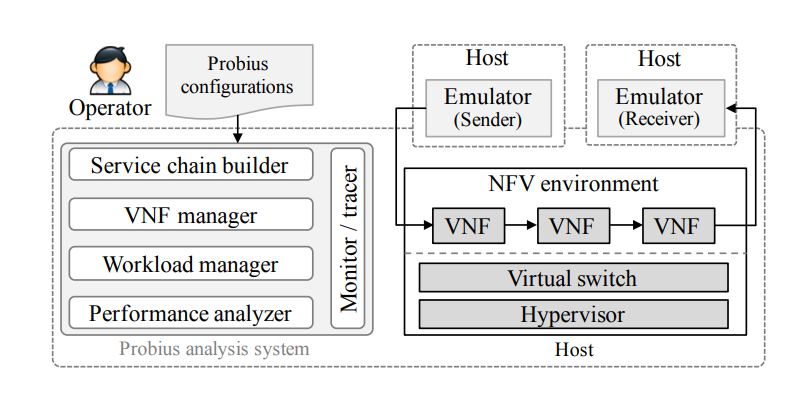 Operator
Probius
configurations
Host
Emulator
(Sender)
Host
Emulator
(Receiver)
Service chain builder
VNF manager
Workload manager
Performance analyzer
Monitor / tracer
Probius analysis system
NFV environment
VNF
VNF
VNF
Virtual switch
Hypervisor
Host